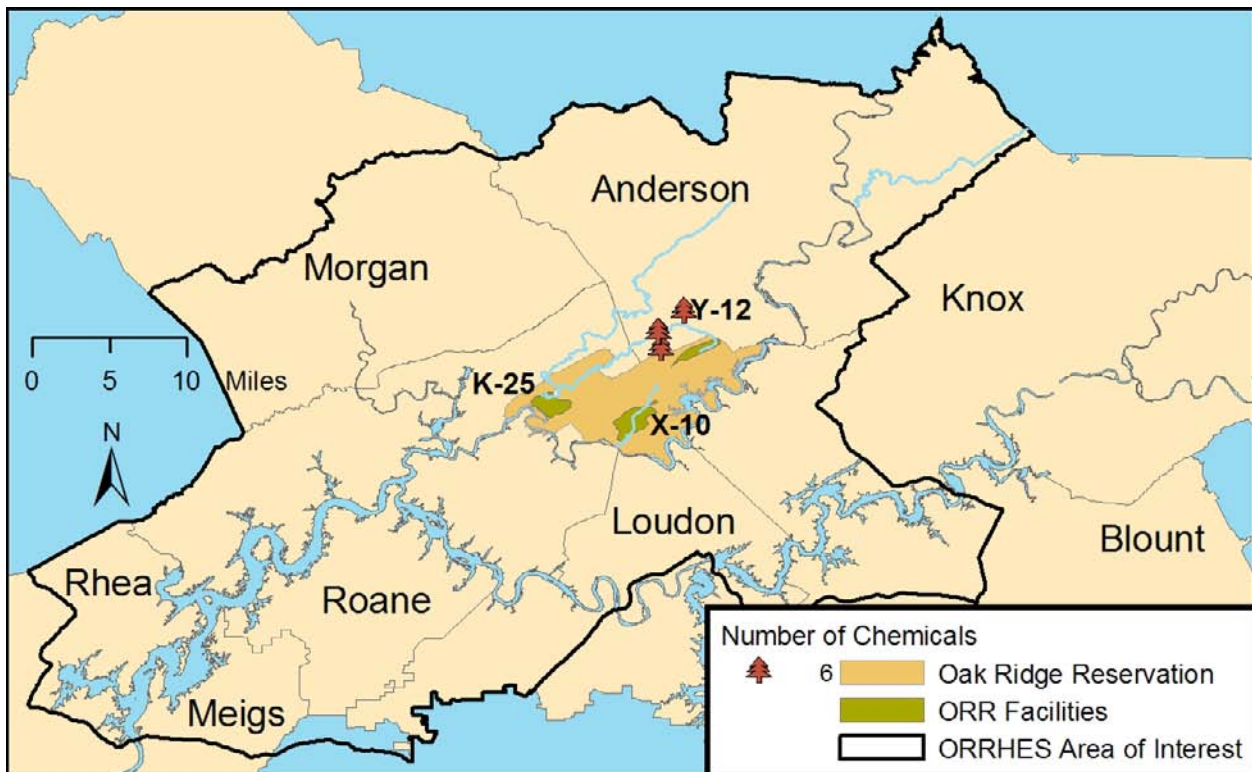 Anderson
Morgan
Knox
Y-12
0 5 10 Miles
K-25
N
X-10
Loudon
Blount
Rhea
Roane
Meigs
Number of Chemicals
6
Oak Ridge Reservation
ORR Facilities
ORRHES Area of Interest